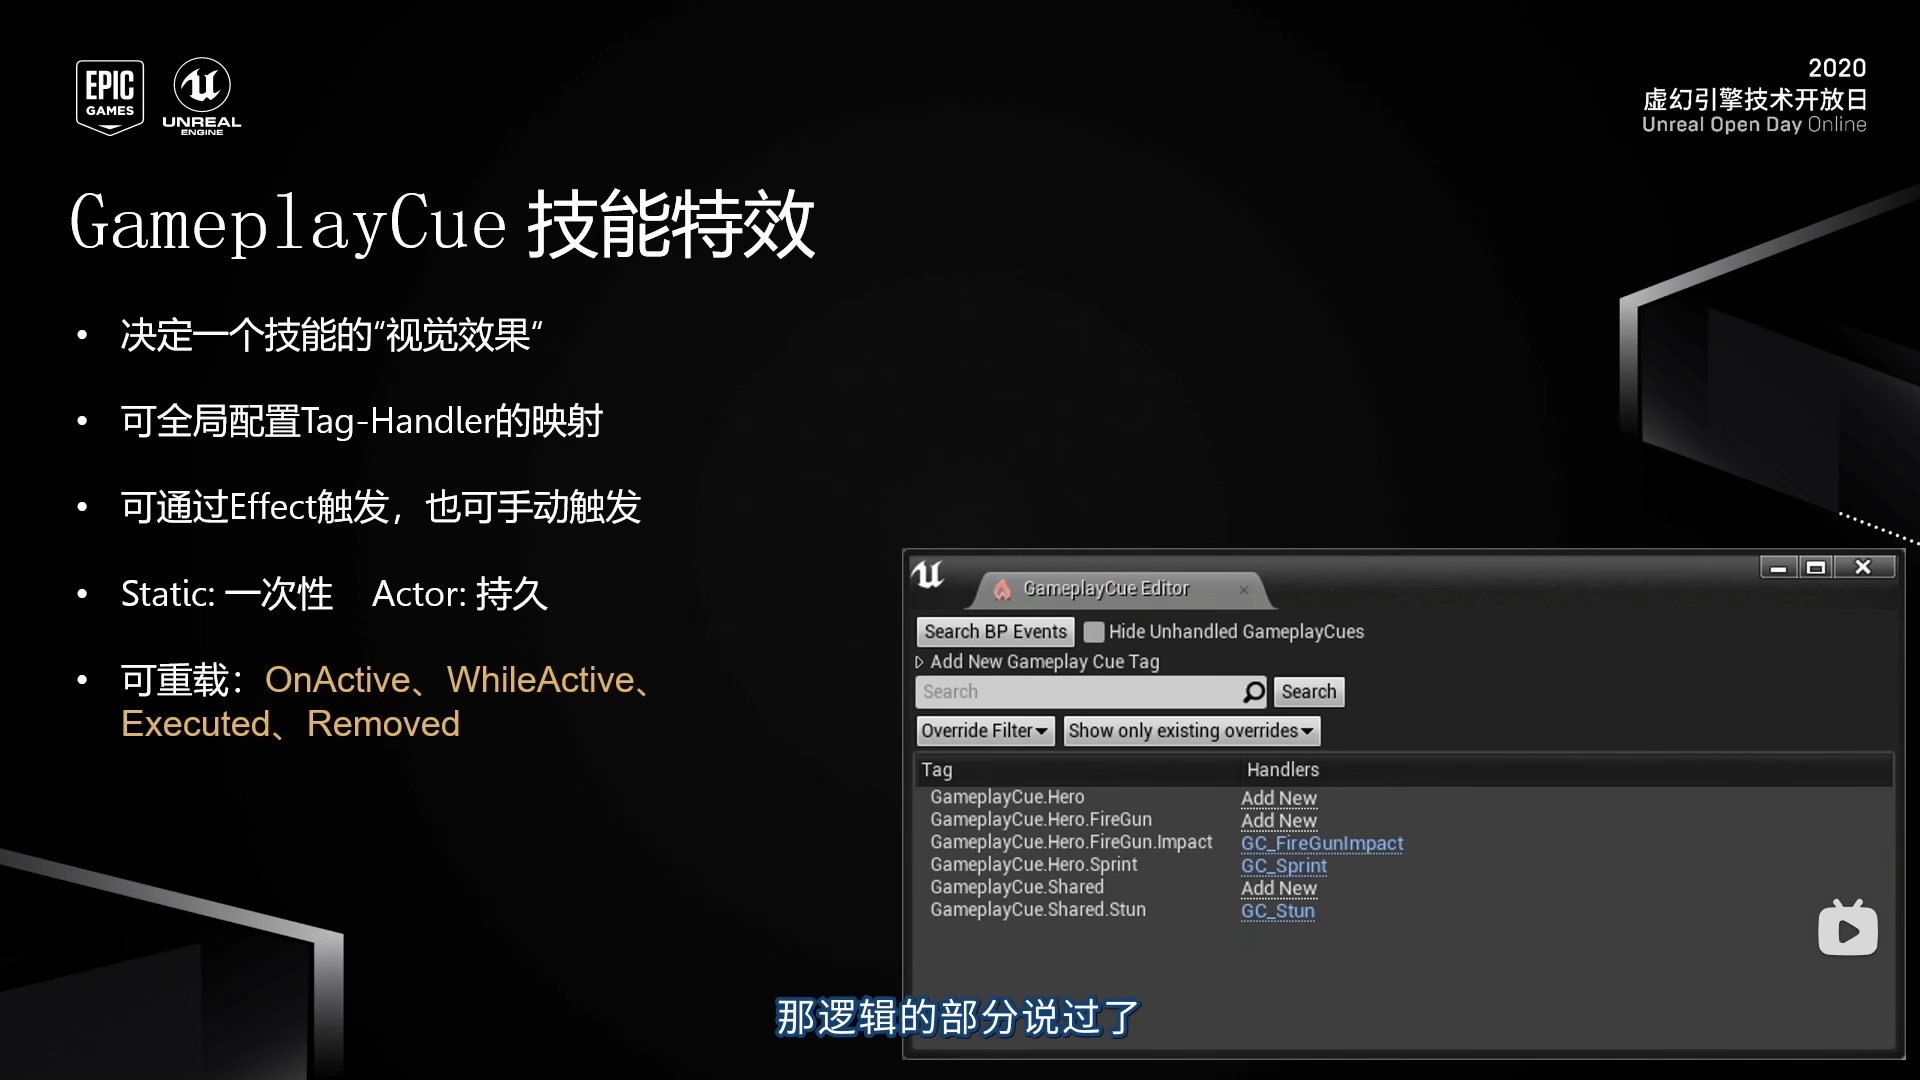 EPIC
GAMES
UNREAL
ENGINE
2020
虚幻引擎技术开放日
Unreal Open Day Online
GameplayCue 技能特效
• 决定一个技能的“视觉效果“
• 可全局配置Tag-Handler的映射
• 可通过Effect触发，也可手动触发
• Static: 一次性 Actor: 持久
• 可重载：OnActive、WhileActive、
Executed、Removed
GameplayCue Editor
Search BP Events Hide Unhandled GameplayCues
Add New Gameplay Cue Tag
Search Search
Override Filter Show only existing overrides
Tag Handlers
GameplayCue.Hero Add New
GameplayCue.Hero.FireGun Add New
GameplayCue.Hero.FireGun.Impact GC_FireGunImpact
GameplayCue.Hero.Sprint GC_Sprint
GameplayCue.Shared Add New
GameplayCue.Shared.Stun GC_Stun
那逻辑的部分说过了